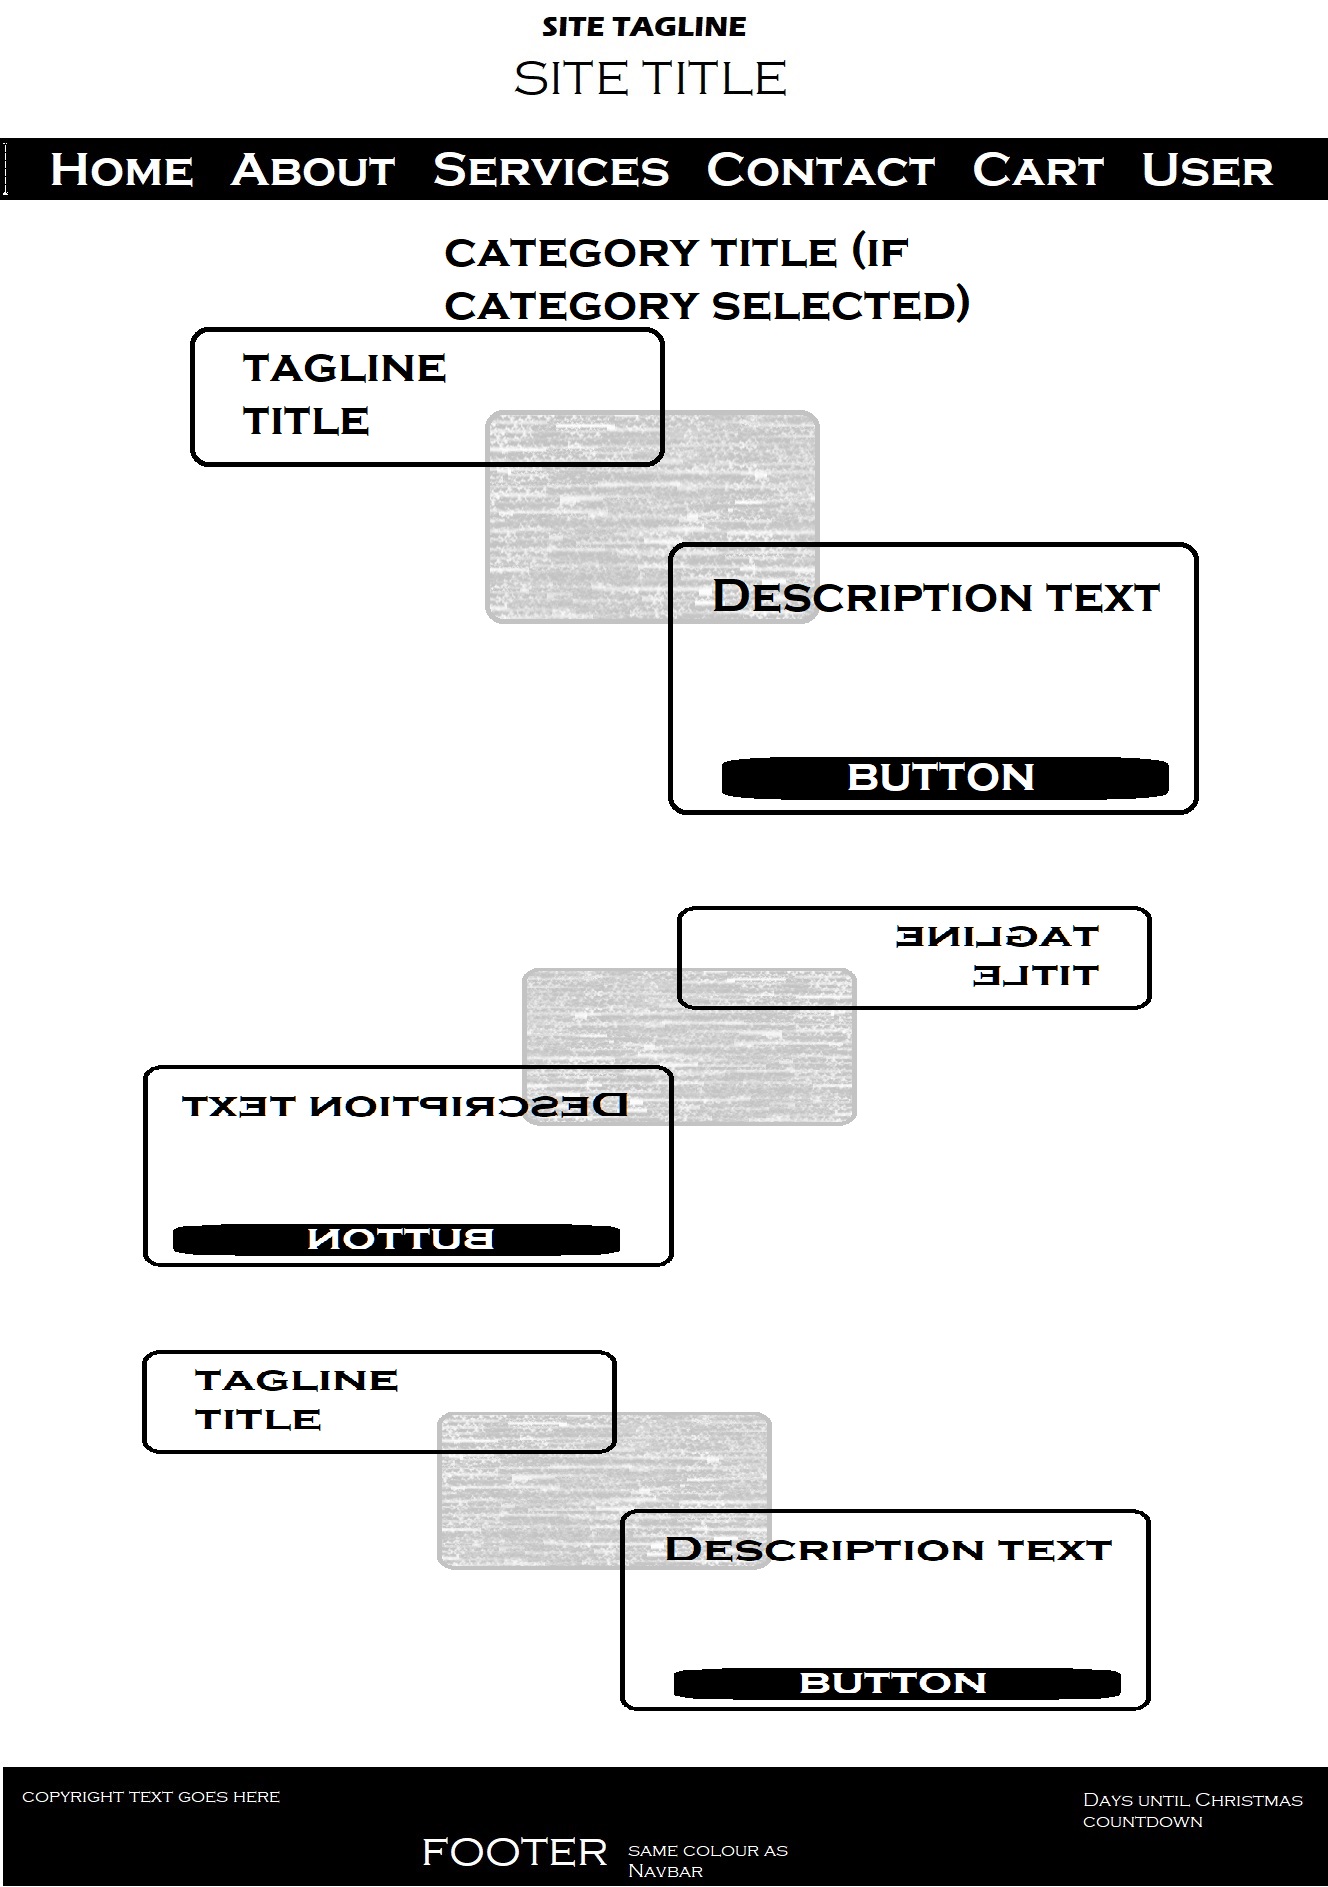 SITE TAGLINE
SITE TITLE
Home About Services Contact Cart User
CATEGORY TITLE (IF
CATEGORY SELECTED)
TAGLINE
TITLE
Description text
BUTTON
TAGLINE
TITLE
Description text
BUTTON
TAGLINE
TITLE
Description text
BUTTON
COPYRIGHT TEXT GOES HERE
Days until Christmas
countdown
FOOTER
SAME COLOUR AS
Navbar